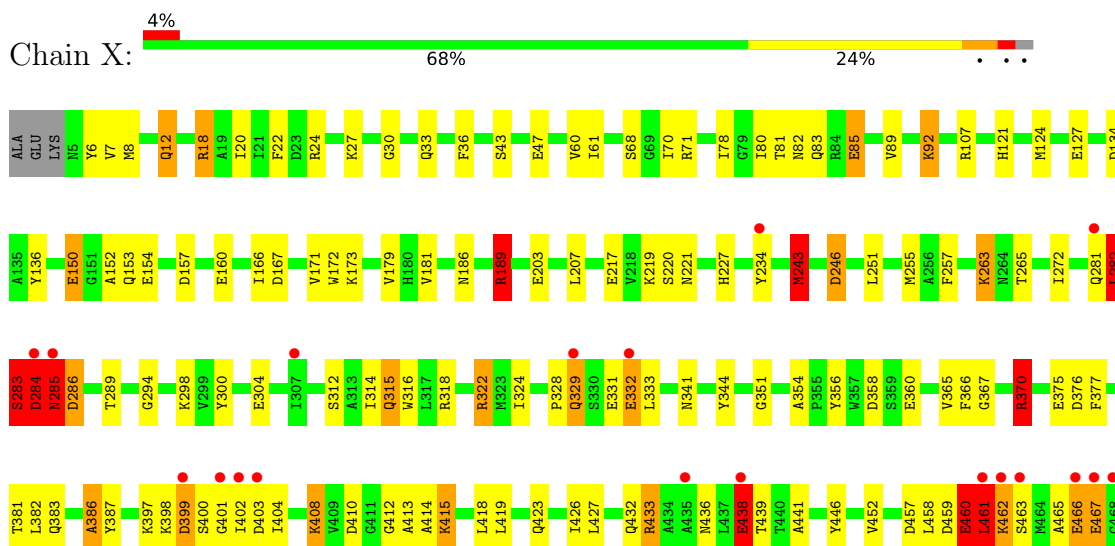 4%
Chain X:
68% 24% • • •
ALA GLU LYS N5 Y6 V7 M8 Q12 R18 A19 I20 I21 F22 D23 R24 K27 G30 Q33 F36 S43 E47 V60 I61 S68 G69 I70 R71 I78 G79 I80 T81 N82 Q83 R84 E85 V89 K92 R107 H121 M124 E127
A135 Y136 E150 G151 A152 Q153 E154 D157 E160 I166 D167 V171 W172 K173 V179 H180 V181 N186 R189 E203 L207 E217 V218 K219 S220 N221 H227 Y234 M243 D246 L251 M255 A256 F257 K263 N264 T265 I272 Q281
S283 D284 N285 D286 T289 G294 K298 V299 Y300 E304 I307 S312 A313 I314 Q315 W316 L317 R318 R322 M323 I324 P328 Q329 S330 E331 E332 L333 N341 Y344 G351 A354 P355 Y356 W357 D358 S359 E360 V365 F366 G367 R370 E375 D376 F377
T381 L382 Q383 A386 Y387 K397 K398 D399 S400 G401 I402 D403 I404 K408 V409 D410 G411 G412 A413 A414 K415 L418 L419 Q423 I426 L427 Q432 R433 A434 A435 N436 L437 E438 T439 T440 A441 Y446 V452 D457 L458 D459 E460 L461 K462 S463 M464 A465 E466 E467